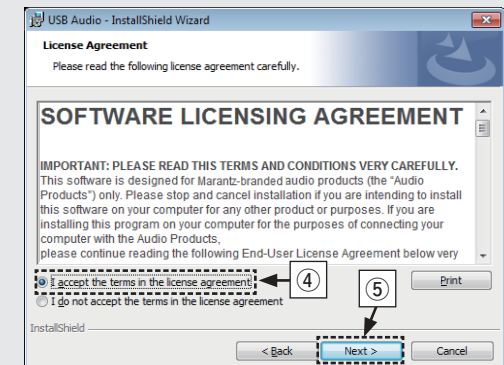 USB Audio - InstallShield Wizard
License Agreement
Please read the following license agreement carefully.
SOFTWARE LICENSING AGREEMENT
IMPORTANT: PLEASE READ THIS TERMS AND CONDITIONS VERY CAREFULLY.
This software is designed for Marantz-branded audio products (the “Audio
Products”) only. Please stop and cancel installation if you are intending to install
this software on your computer for any other product or purposes. If you are
installing this program on your computer for the purposes of connecting your
computer with the Audio Products,
please continue reading the following End-User License Agreement below very
I accept the terms in the license agreement
④
Print
I do not accept the terms in the license agreement
⑤
InstallShield
< Back
Next >
Cancel